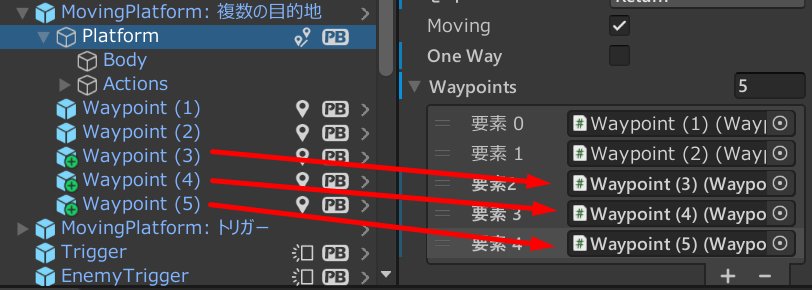 MovingPlatform: 複数の目的地
Platform
PB
Body
Actions
Waypoint (1)
PB
Waypoint (2)
PB
Waypoint (3)
PB
Waypoint (4)
PB
Waypoint (5)
PB
MovingPlatform: トリガー
Trigger
PB
EnemyTrigger
PB
Return
Moving
One Way
Waypoints
5
要素 0
# Waypoint (1) (Way
要素 1
# Waypoint (2) (Way
要素2
# Waypoint (3) (Waypo
要素 3
# Waypoint (4) (Waypo
要素 4
# Waypoint (5) (Waypo
+ −